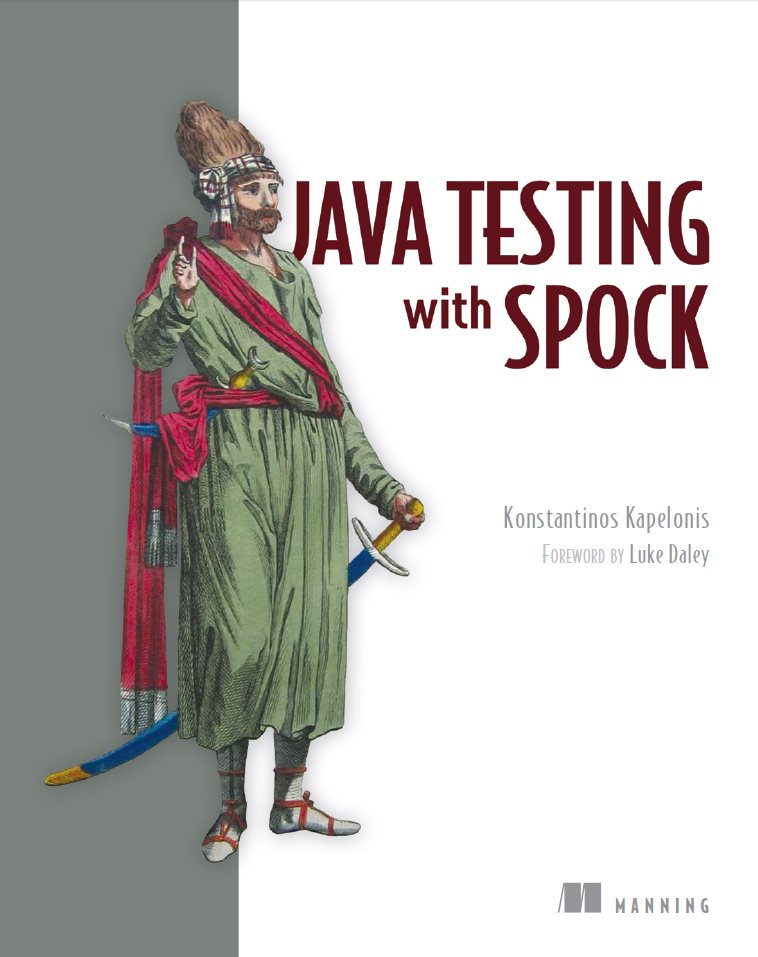 JAVA TESTING
with SPOCK
Konstantinos Kapelonis
FOREWORD BY Luke Daley
MANNING